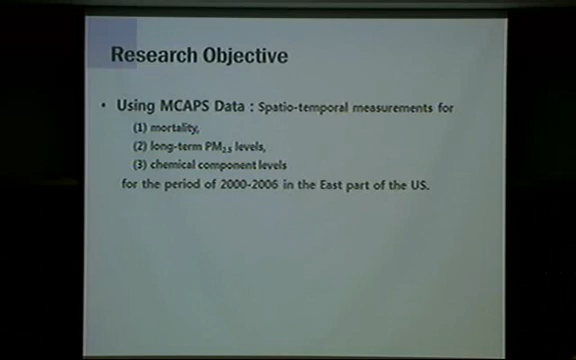 Research Objective
• Using MCAPS Data : Spatio-temporal measurements for
(1) mortality,
(2) long-term PM2.5 levels,
(3) chemical component levels
for the period of 2000-2006 in the East part of the US.